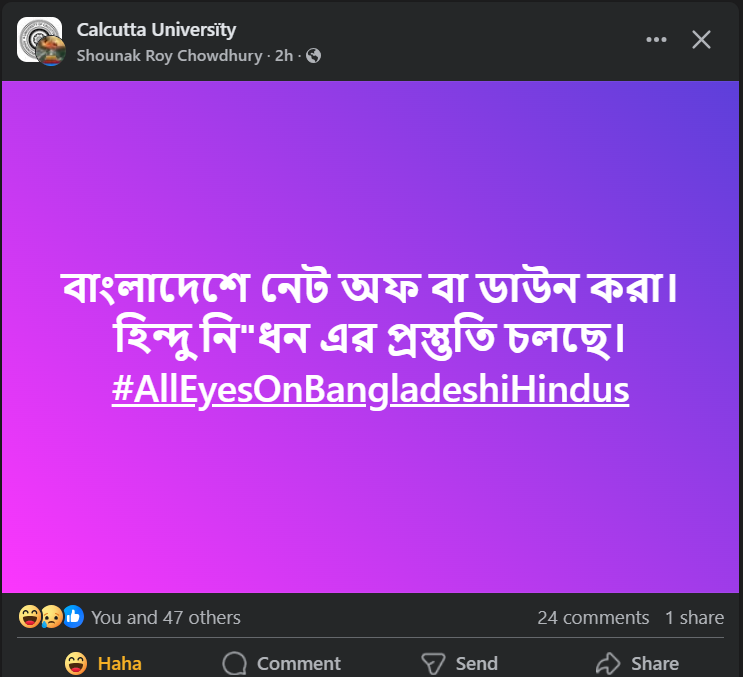 Calcutta Universïty
Shounak Roy Chowdhury · 2h ·
বাংলাদেশে নেট অফ বা ডাউন করা।
হিন্দু নি"ধন এর প্রস্তুতি চলছে।
#AllEyesOnBangladeshiHindus
You and 47 others 24 comments 1 share
Haha Comment Send Share